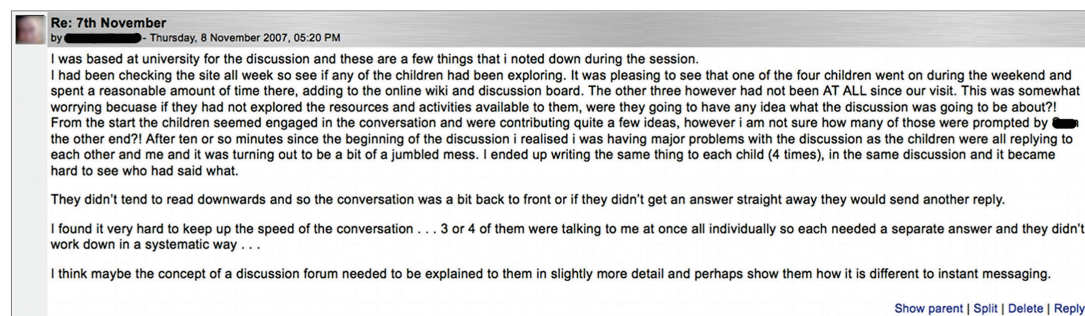 Re: 7th November
by - Thursday, 8 November 2007, 05:20 PM
I was based at university for the discussion and these are a few things that i noted down during the session.
I had been checking the site all week so see if any of the children had been exploring. It was pleasing to see that one of the four children went on during the weekend and
spent a reasonable amount of time there, adding to the online wiki and discussion board. The other three however had not been AT ALL since our visit. This was somewhat
worrying becuase if they had not explored the resources and activities available to them, were they going to have any idea what the discussion was going to be about?!
From the start the children seemed engaged in the conversation and were contributing quite a few ideas, however i am not sure how many of those were prompted by
the other end?! After ten or so minutes since the beginning of the discussion i realised i was having major problems with the discussion as the children were all replying to
each other and me and it was turning out to be a bit of a jumbled mess. I ended up writing the same thing to each child (4 times), in the same discussion and it became
hard to see who had said what.
They didn't tend to read downwards and so the conversation was a bit back to front or if they didn't get an answer straight away they would send another reply.
I found it very hard to keep up the speed of the conversation . . . 3 or 4 of them were talking to me at once all individually so each needed a separate answer and they didn't
work down in a systematic way . . .
I think maybe the concept of a discussion forum needed to be explained to them in slightly more detail and perhaps show them how it is different to instant messaging.
Show parent | Split | Delete | Reply